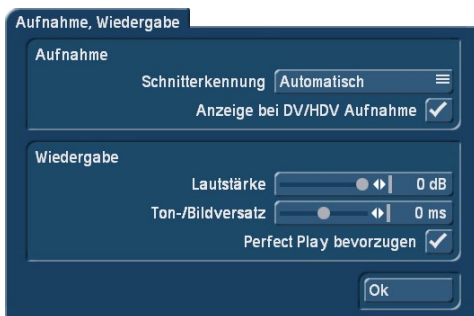 Aufnahme, Wiedergabe
Aufnahme
Schnitterkennung Automatisch
Anzeige bei DV/HDV Aufnahme
Wiedergabe
Lautstärke 0 dB
Ton-/Bildversatz 0 ms
Perfect Play bevorzugen
Ok